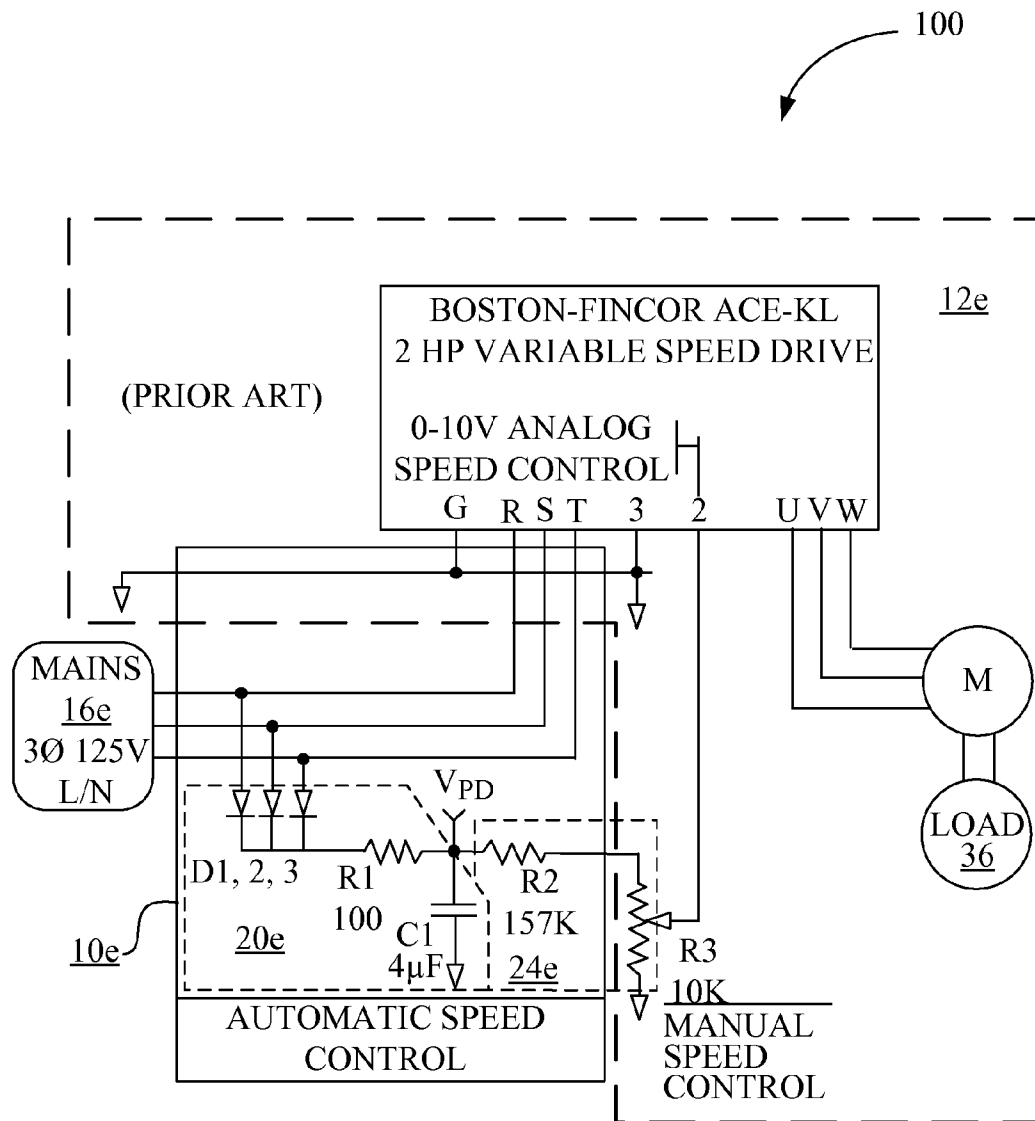 100
12e
BOSTON-FINCOR ACE-KL
2 HP VARIABLE SPEED DRIVE
(PRIOR ART)
0-10V ANALOG
SPEED CONTROL
G R S T 3 2 U V W
MAINS
16e
3Ø 125V
L/N
M
LOAD
36
VPD
D1, 2, 3
R1
100
R2
157K
C1
4µF
R3
10K
10e
20e
24e
AUTOMATIC SPEED
CONTROL
MANUAL
SPEED
CONTROL